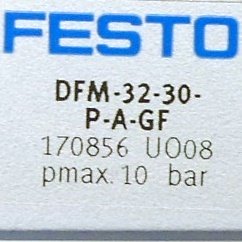 FESTO
DFM-32-30-
P-A-GF
170856 UO08
pmax. 10 bar